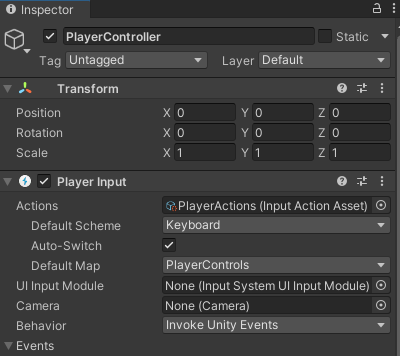 Inspector
PlayerController Static
Tag Untagged Layer Default
Transform
Position X 0 Y 0 Z 0
Rotation X 0 Y 0 Z 0
Scale X 1 Y 1 Z 1
Player Input
Actions PlayerActions (Input Action Asset)
Default Scheme Keyboard
Auto-Switch
Default Map PlayerControls
UI Input Module None (Input System UI Input Module)
Camera None (Camera)
Behavior Invoke Unity Events
Events